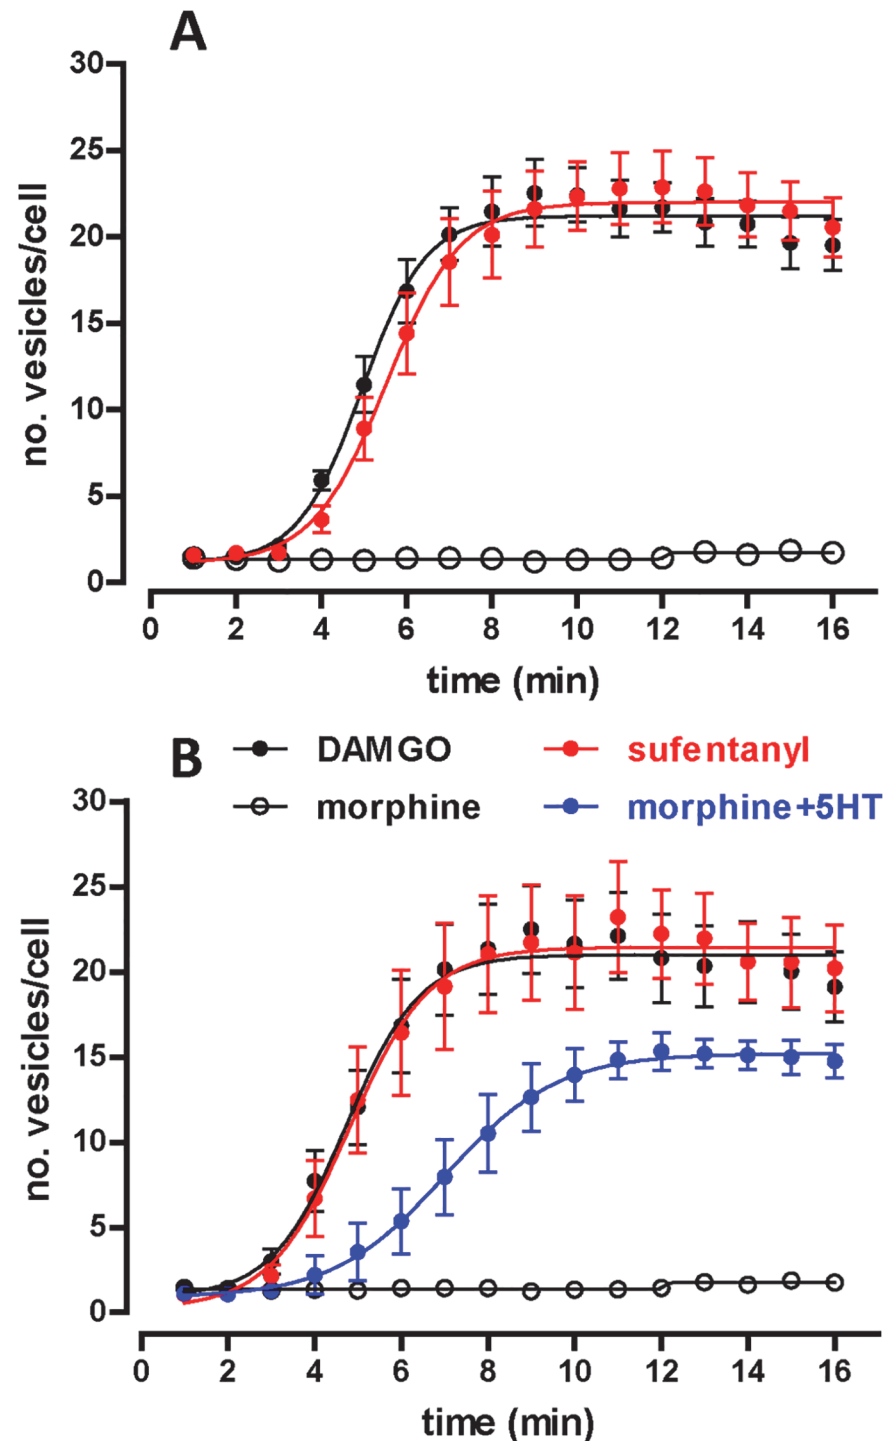 A
30
25
20
15
10
5
0
no. vesicles/cell
0 2 4 6 8 10 12 14 16
time (min)
B
DAMGO sufentanyl
morphine morphine+5HT
30
25
20
15
10
5
0
no. vesicles/cell
0 2 4 6 8 10 12 14 16
time (min)